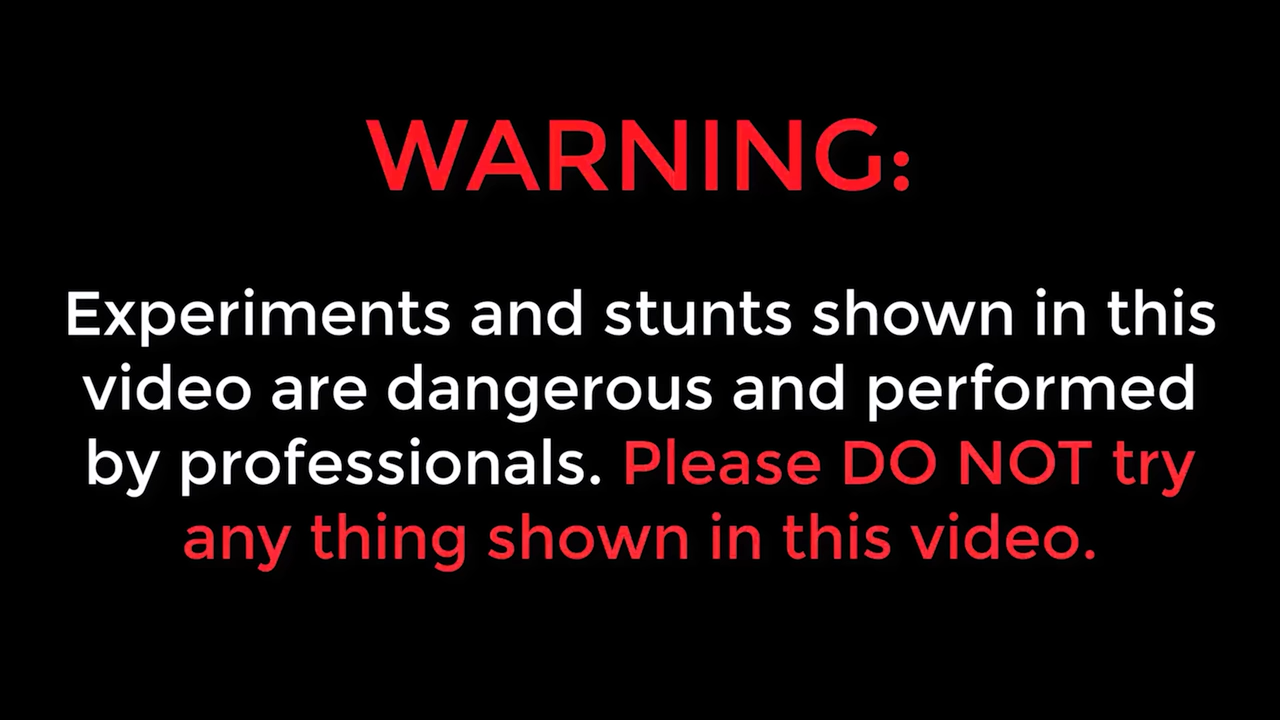 WARNING:
Experiments and stunts shown in this
video are dangerous and performed
by professionals. Please DO NOT try
any thing shown in this video.